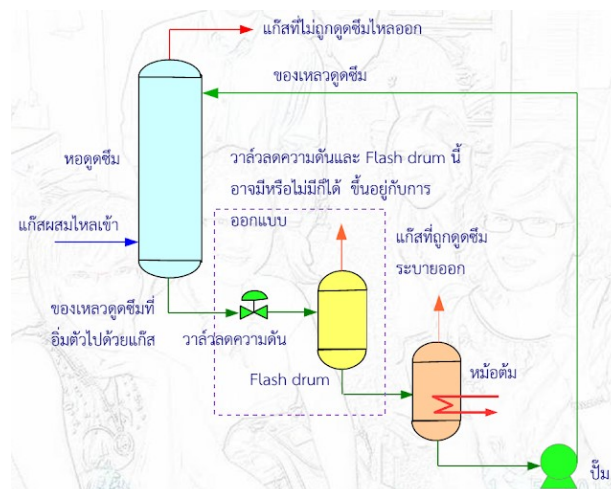 แก๊สที่ไม่ถูกดูดซึมไหลออก
ของเหลวดูดซึม
หอดูดซึม
วาล์วลดความดันและ Flash drum นี้
อาจมีหรือไม่มีก็ได้ ขึ้นอยู่กับการ
ออกแบบ
แก๊สผสมไหลเข้า
แก๊สที่ถูกดูดซึม
ระบายออก
ของเหลวดูดซึมที่
อิ่มตัวไปด้วยแก๊ส
วาล์วลดความดัน
Flash drum
หม้อต้ม
ปั๊ม